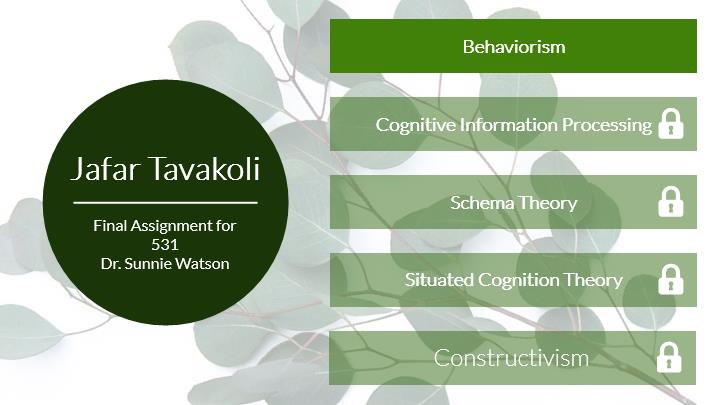 Jafar Tavakoli
Final Assignment for
531
Dr. Sunnie Watson
Behaviorism
Cognitive Information Processing
Schema Theory
Situated Cognition Theory
Constructivism